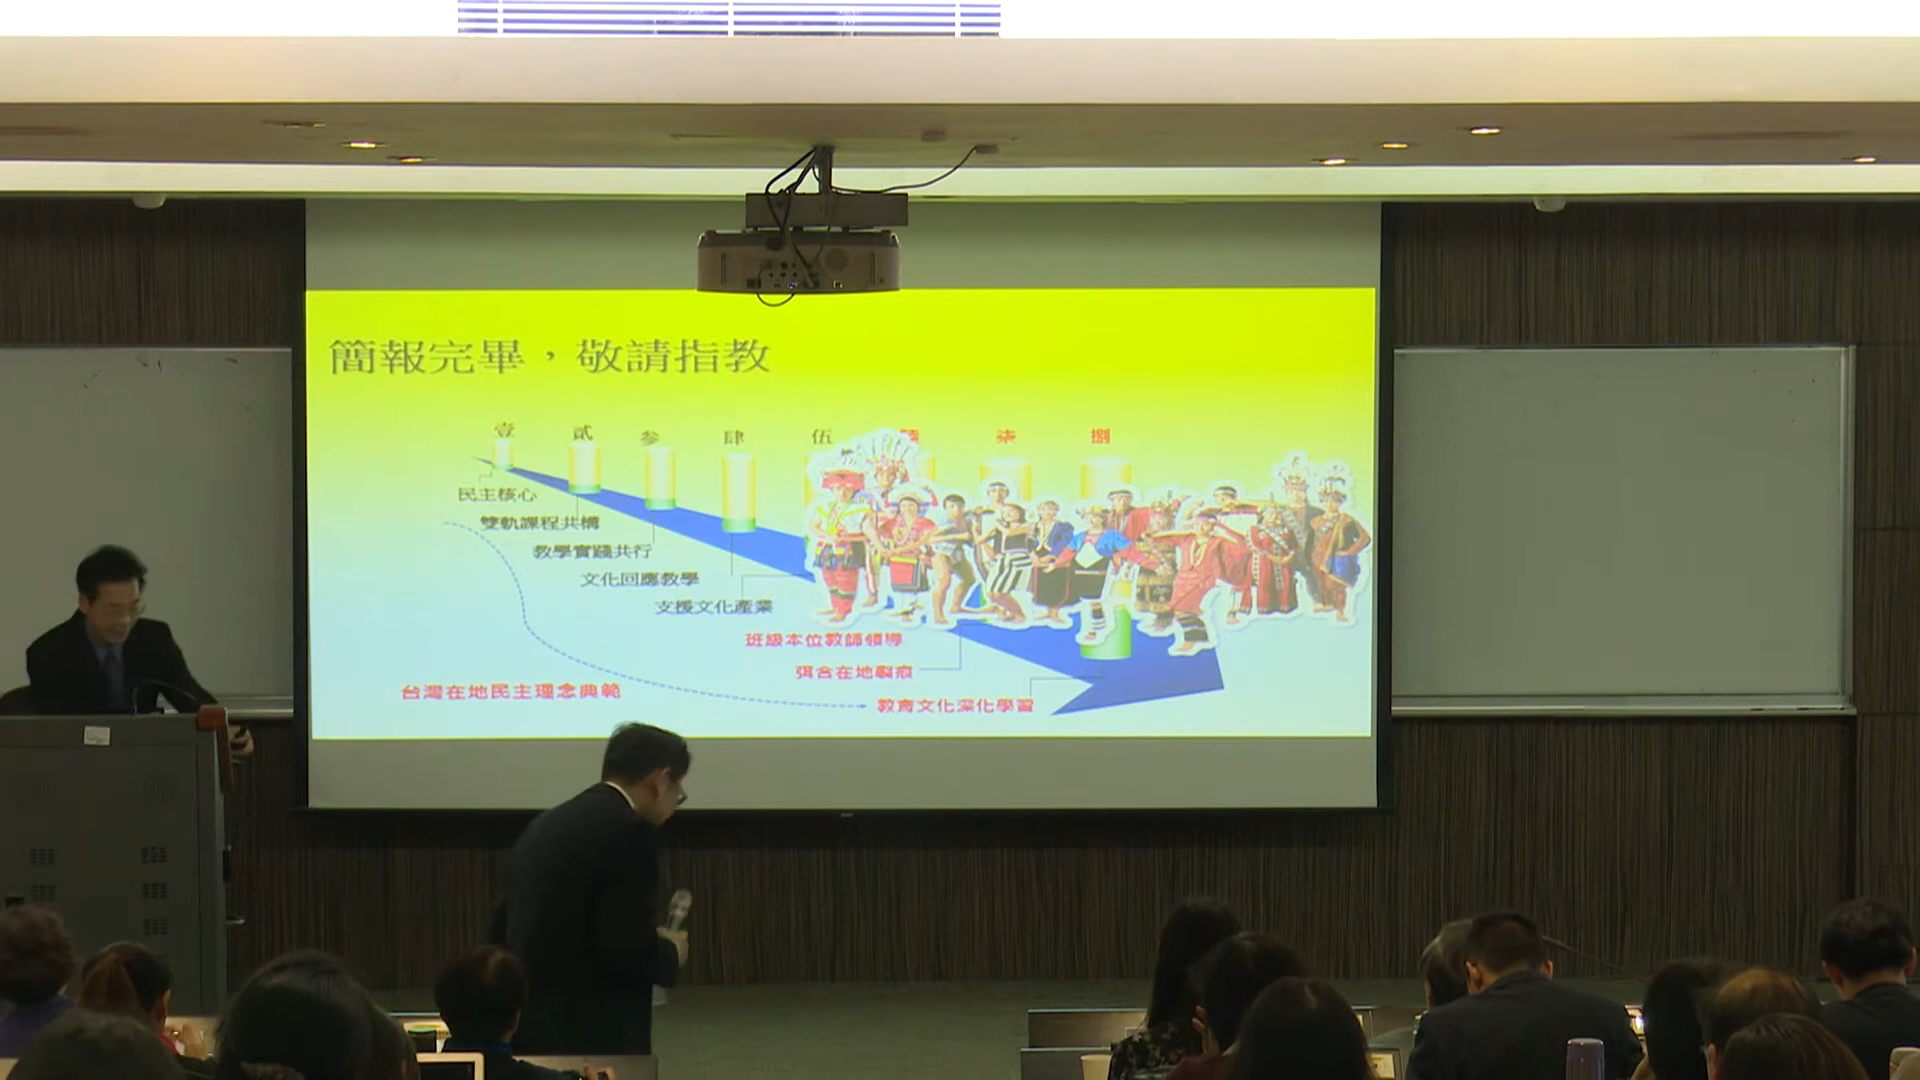 簡報完畢，敬請指教
壹 貳 参 肆 伍 陸 柒 捌
民主核心
雙軌課程共構
教學實踐共行
文化回應教學
支援文化產業
班級本位教師領導
弭合在地裂痕
教育文化深化學習
台灣在地民主理念典範